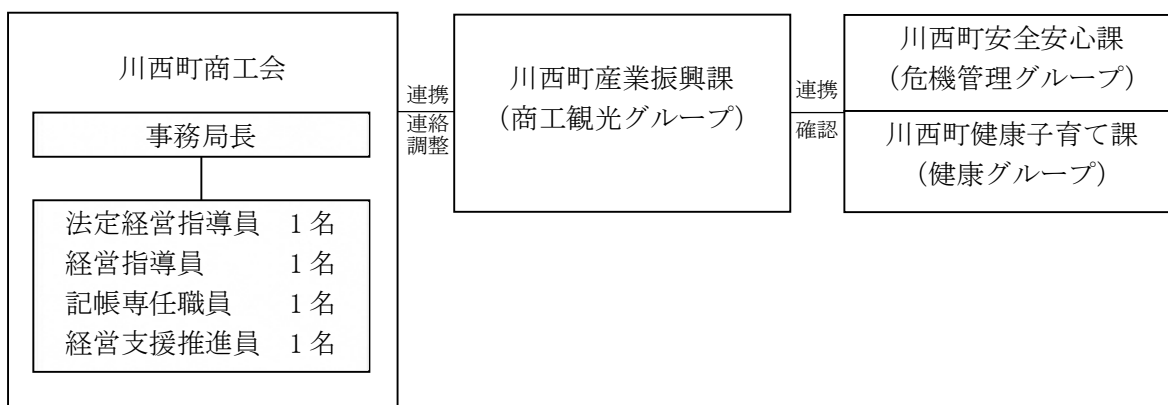 川西町商工会
事務局長
法定経営指導員　1名
経営指導員　1名
記帳専任職員　1名
経営支援推進員　1名
連携
連絡
調整
川西町産業振興課
（商工観光グループ）
連携
確認
川西町安全安心課
（危機管理グループ）
川西町健康子育て課
（健康グループ）